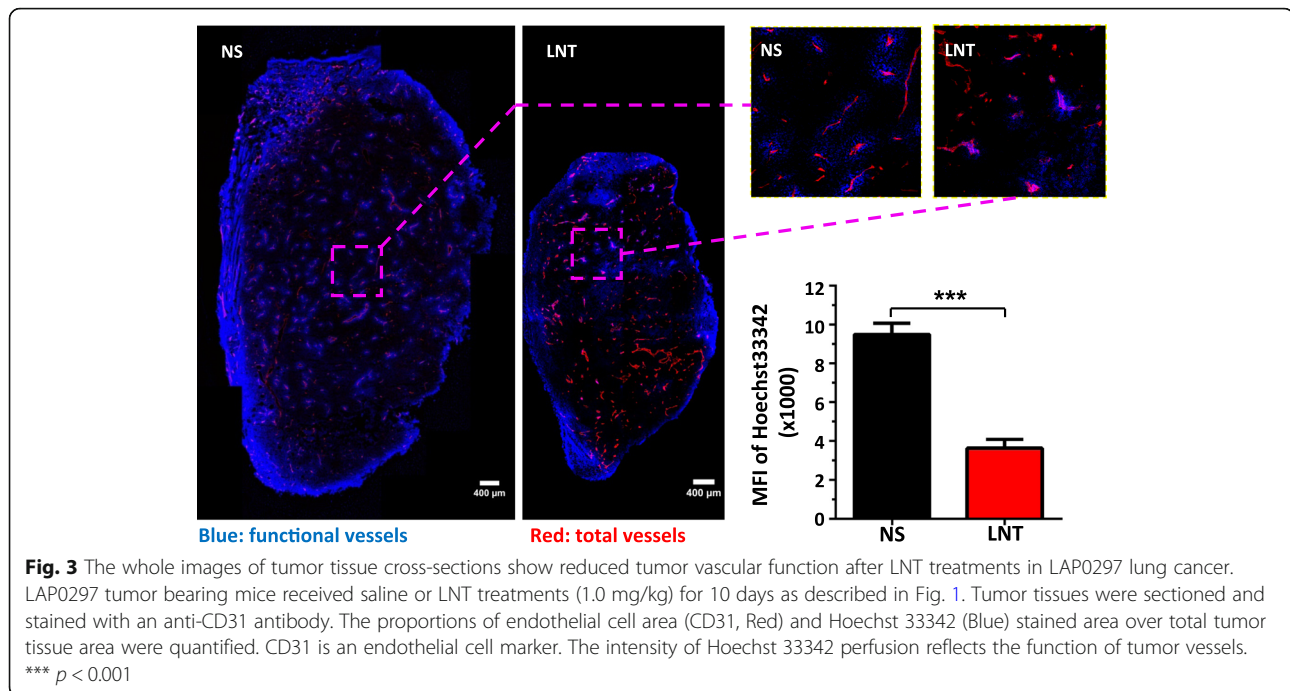 NS
LNT
NS
LNT
400 µm
400 µm
Blue: functional vessels
Red: total vessels
MFI of Hoechst33342
(x1000)
12
10
8
6
4
2
0
***
NS
LNT
Fig. 3 The whole images of tumor tissue cross-sections show reduced tumor vascular function after LNT treatments in LAP0297 lung cancer.
LAP0297 tumor bearing mice received saline or LNT treatments (1.0 mg/kg) for 10 days as described in Fig. 1. Tumor tissues were sectioned and
stained with an anti-CD31 antibody. The proportions of endothelial cell area (CD31, Red) and Hoechst 33342 (Blue) stained area over total tumor
tissue area were quantified. CD31 is an endothelial cell marker. The intensity of Hoechst 33342 perfusion reflects the function of tumor vessels.
*** p < 0.001